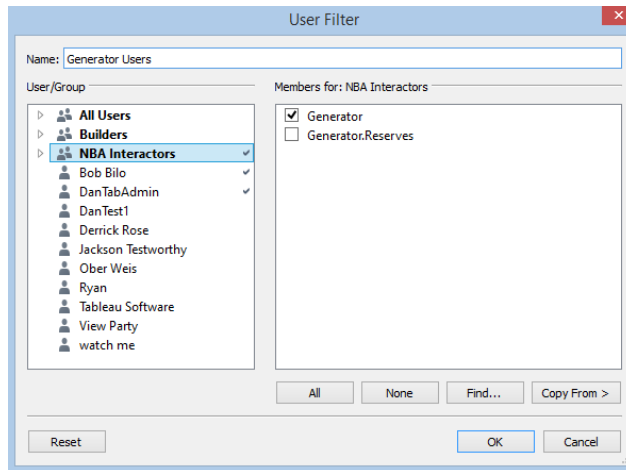 User Filter
Name: Generator Users
User/Group
All Users
Builders
NBA Interactors
Bob Bilo
DanTabAdmin
DanTest1
Derrick Rose
Jackson Testworthy
Ober Weis
Ryan
Tableau Software
View Party
watch me
Members for: NBA Interactors
Generator
Generator.Reserves
All None Find... Copy From >
Reset OK Cancel